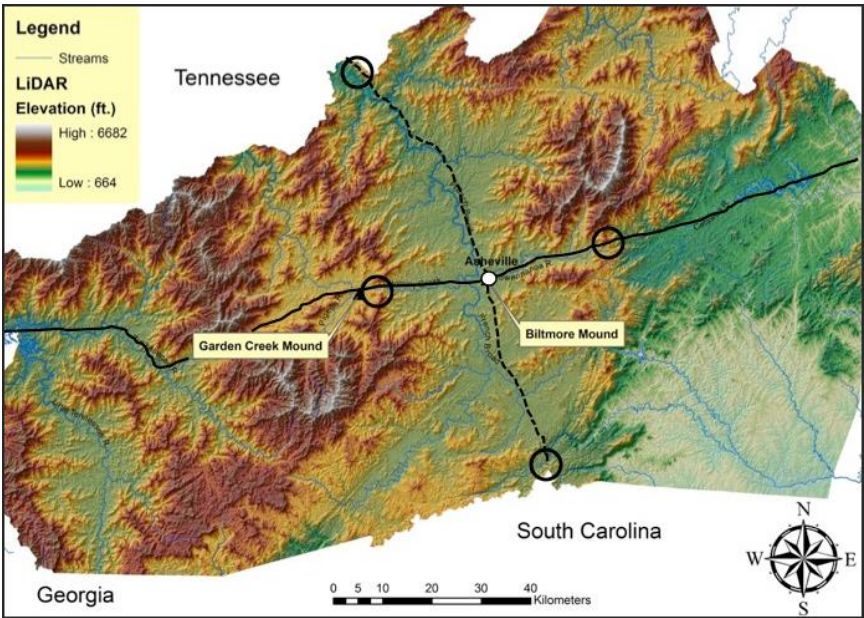 Legend
Streams
LiDAR
Elevation (ft.)
High : 6682
Low : 664
Tennessee
Asheville
Garden Creek Mound
Biltmore Mound
South Carolina
Georgia
0 5 10 20 30 40
Kilometers
N
W E
S